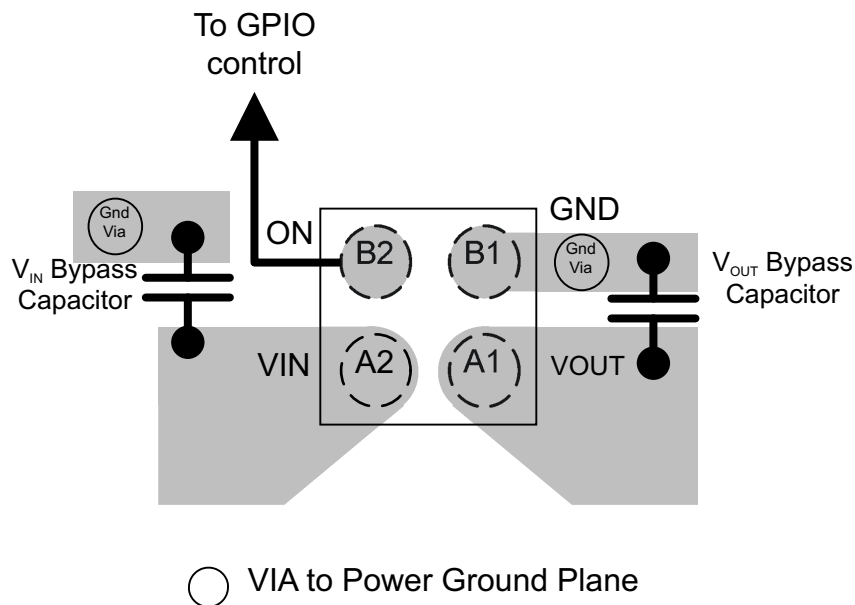 To GPIO
control
Gnd
Via
ON
B2
B1
GND
Gnd
Via
VIN Bypass
Capacitor
VOUT Bypass
Capacitor
VIN
A2
A1
VOUT
VIA to Power Ground Plane